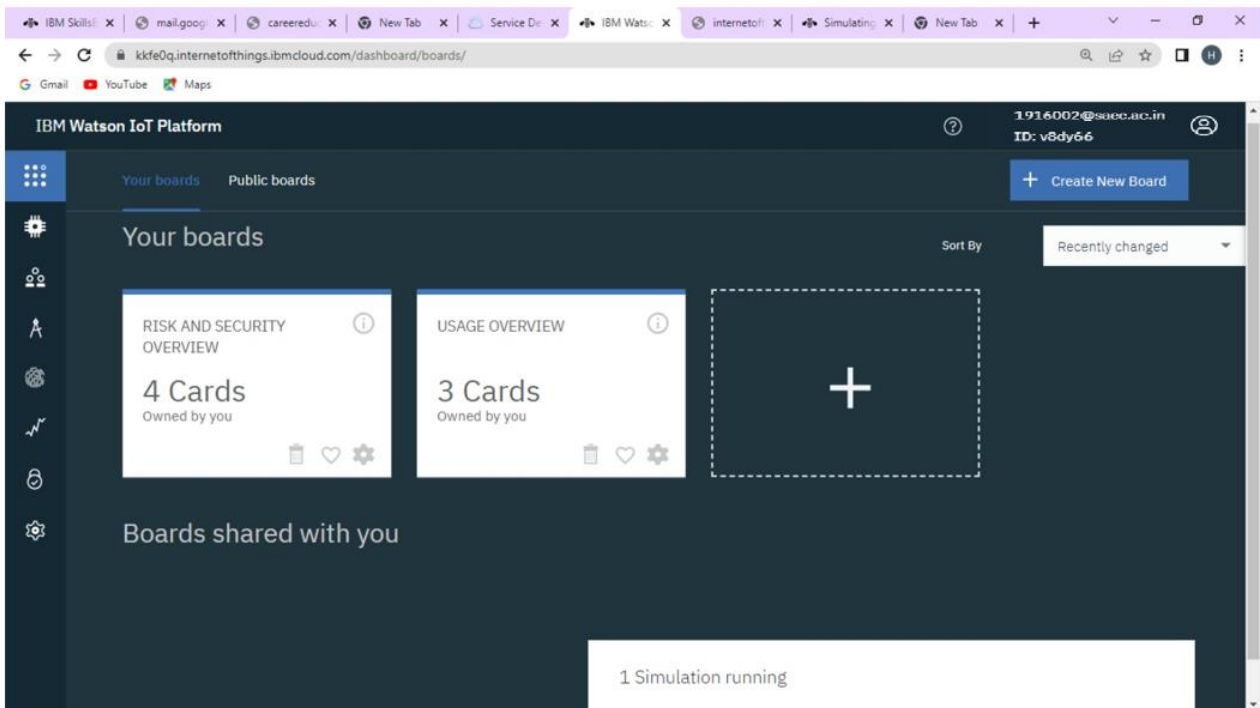 IBM Skills
mail.googl
careeredu
New Tab
Service De
IBM Watso
internetoft
Simulating
New Tab
kkfe0q.internetofthings.ibmcloud.com/dashboard/boards/
H
Gmail
YouTube
Maps
IBM Watson IoT Platform
1916002@saec.ac.in
ID: v8dy66
Your boards
Public boards
+ Create New Board
Your boards
Sort By
Recently changed
RISK AND SECURITY
OVERVIEW
4 Cards
Owned by you
USAGE OVERVIEW
3 Cards
Owned by you
Boards shared with you
1 Simulation running